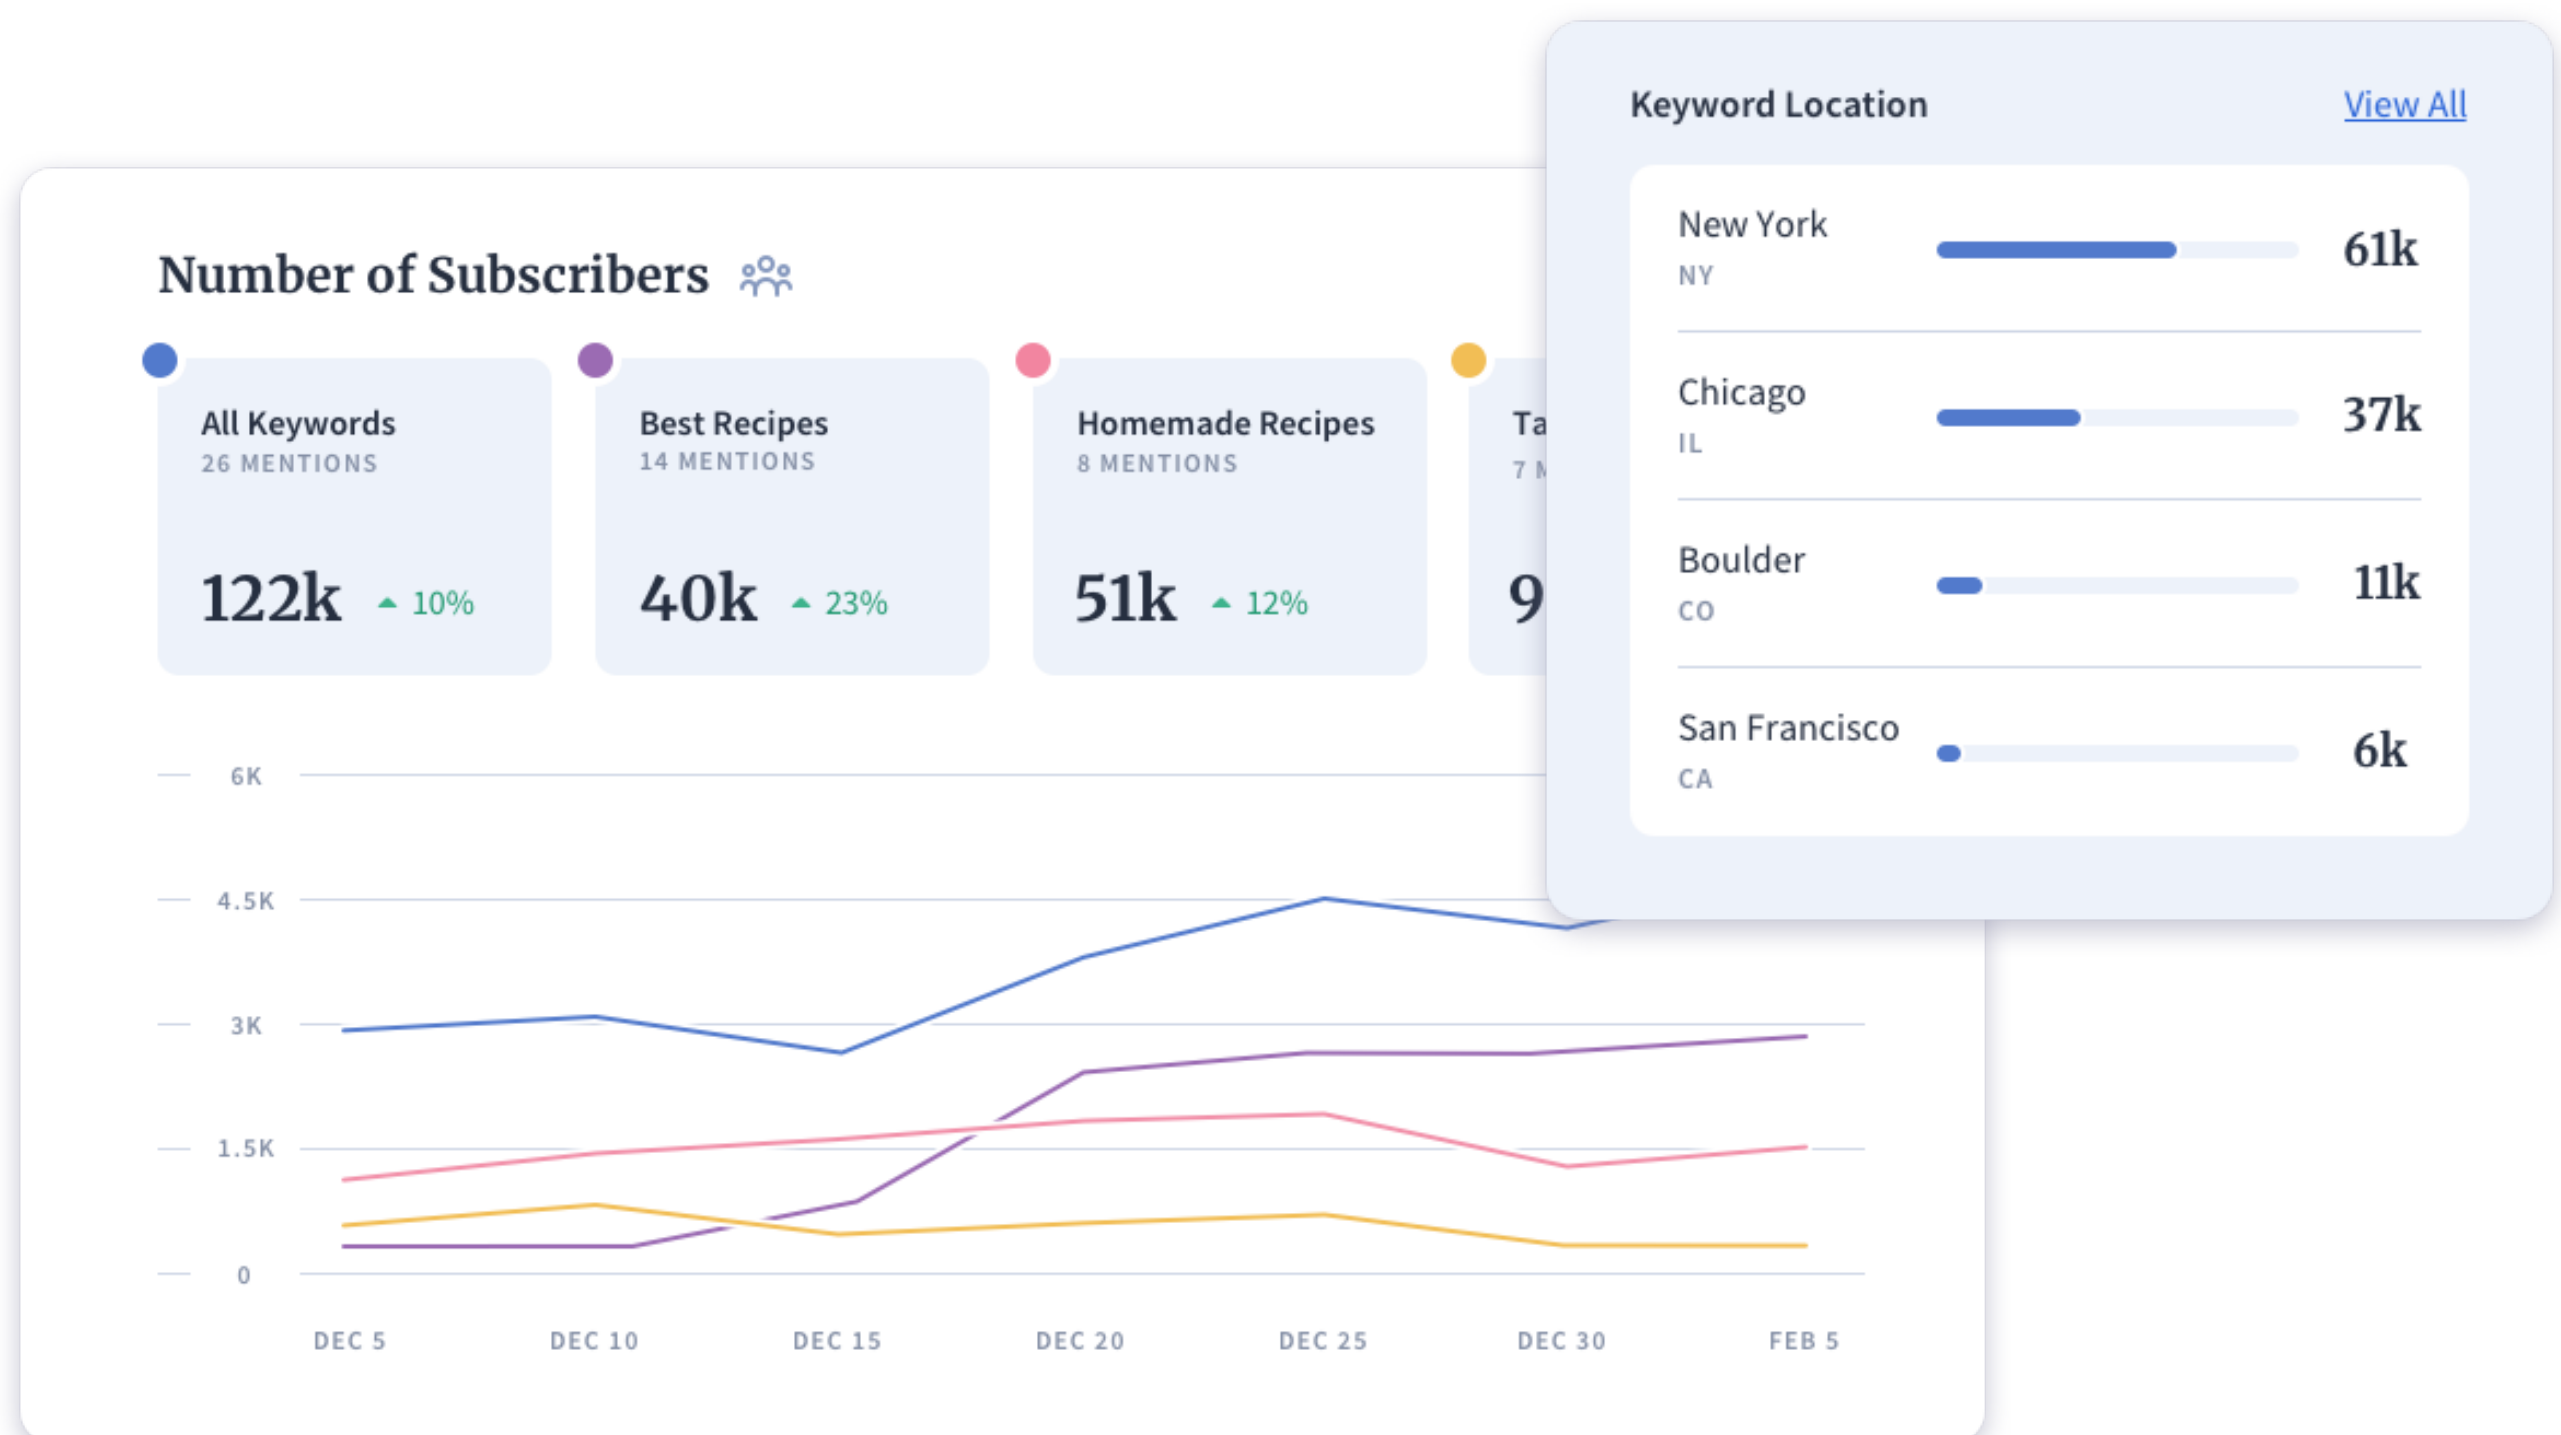 Keyword Location
View All
New York
NY
61k
Chicago
IL
37k
Boulder
CO
11k
San Francisco
CA
6k
Number of Subscribers
All Keywords
26 MENTIONS
122k
10%
Best Recipes
14 MENTIONS
40k
23%
Homemade Recipes
8 MENTIONS
51k
12%
Ta
7 M
9
6K
4.5K
3K
1.5K
0
DEC 5
DEC 10
DEC 15
DEC 20
DEC 25
DEC 30
FEB 5